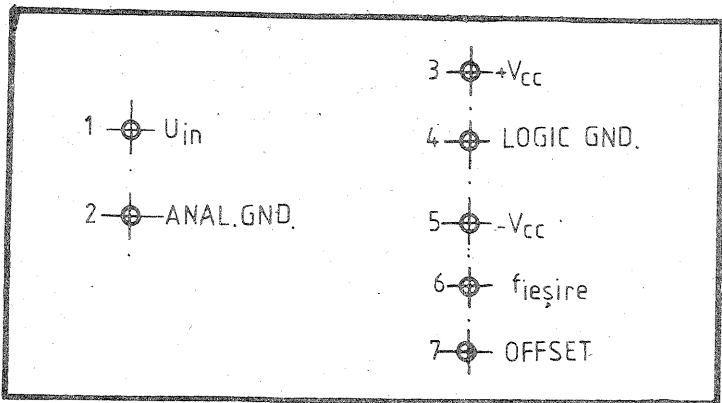 1 Uin
2 ANAL.GND.
3 +Vcc
4 LOGIC GND.
5 -Vcc
6 fieșire
7 OFFSET